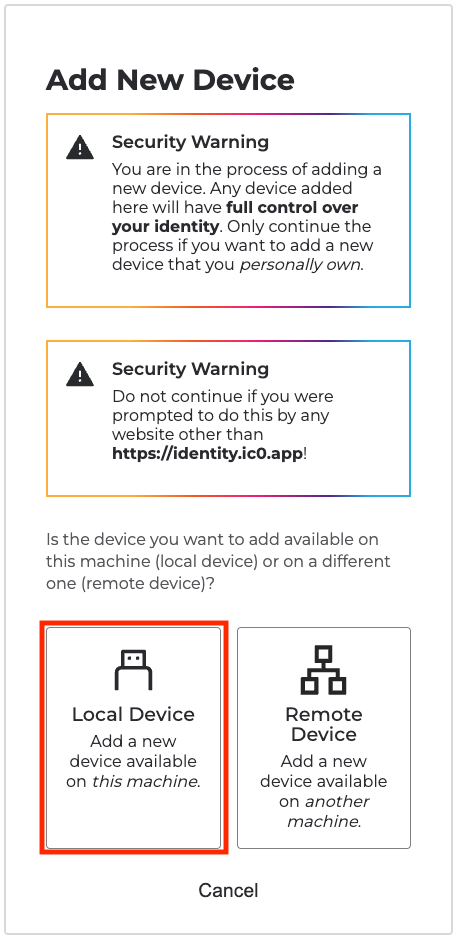 Add New Device
Security Warning
You are in the process of adding a
new device. Any device added
here will have full control over
your identity. Only continue the
process if you want to add a new
device that you personally own.
Security Warning
Do not continue if you were
prompted to do this by any
website other than
https://identity.ic0.app!
Is the device you want to add available on
this machine (local device) or on a different
one (remote device)?
Local Device
Add a new
device available
on this machine.
Remote
Device
Add a new
device available
on another
machine.
Cancel